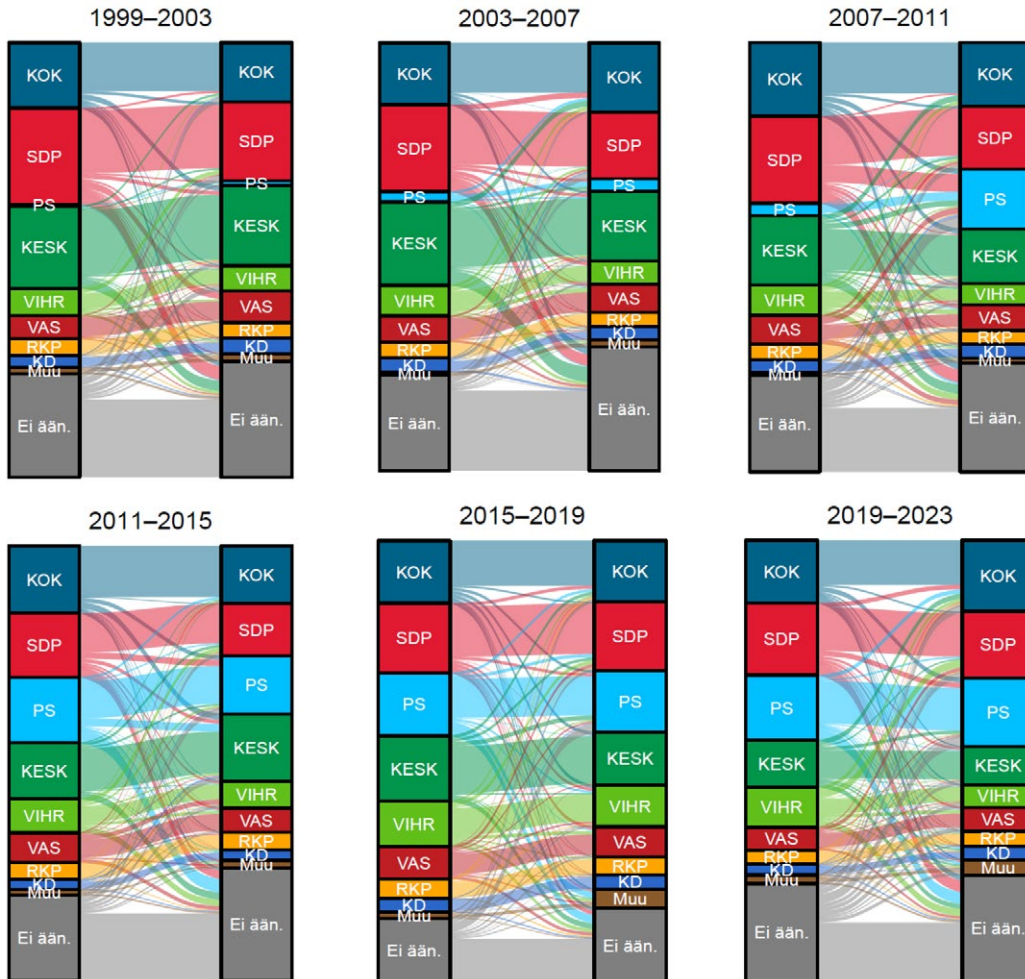 1999–2003
KOK
SDP
PS
KESK
VIHR
VAS
RKP
KD
Muu
Ei ään.
KOK
SDP
PS
KESK
VIHR
VAS
RKP
KD
Muu
Ei ään.
2003–2007
KOK
SDP
PS
KESK
VIHR
VAS
RKP
KD
Muu
Ei ään.
KOK
SDP
PS
KESK
VIHR
VAS
RKP
KD
Muu
Ei ään.
2007–2011
KOK
SDP
PS
KESK
VIHR
VAS
RKP
KD
Muu
Ei ään.
KOK
SDP
PS
KESK
VIHR
VAS
RKP
KD
Muu
Ei ään.
2011–2015
KOK
SDP
PS
KESK
VIHR
VAS
RKP
KD
Muu
Ei ään.
KOK
SDP
PS
KESK
VIHR
VAS
RKP
KD
Muu
Ei ään.
2015–2019
KOK
SDP
PS
KESK
VIHR
VAS
RKP
KD
Muu
Ei ään.
KOK
SDP
PS
KESK
VIHR
VAS
RKP
KD
Muu
Ei ään.
2019–2023
KOK
SDP
PS
KESK
VIHR
VAS
RKP
KD
Muu
Ei ään.
KOK
SDP
PS
KESK
VIHR
VAS
RKP
KD
Muu
Ei ään.